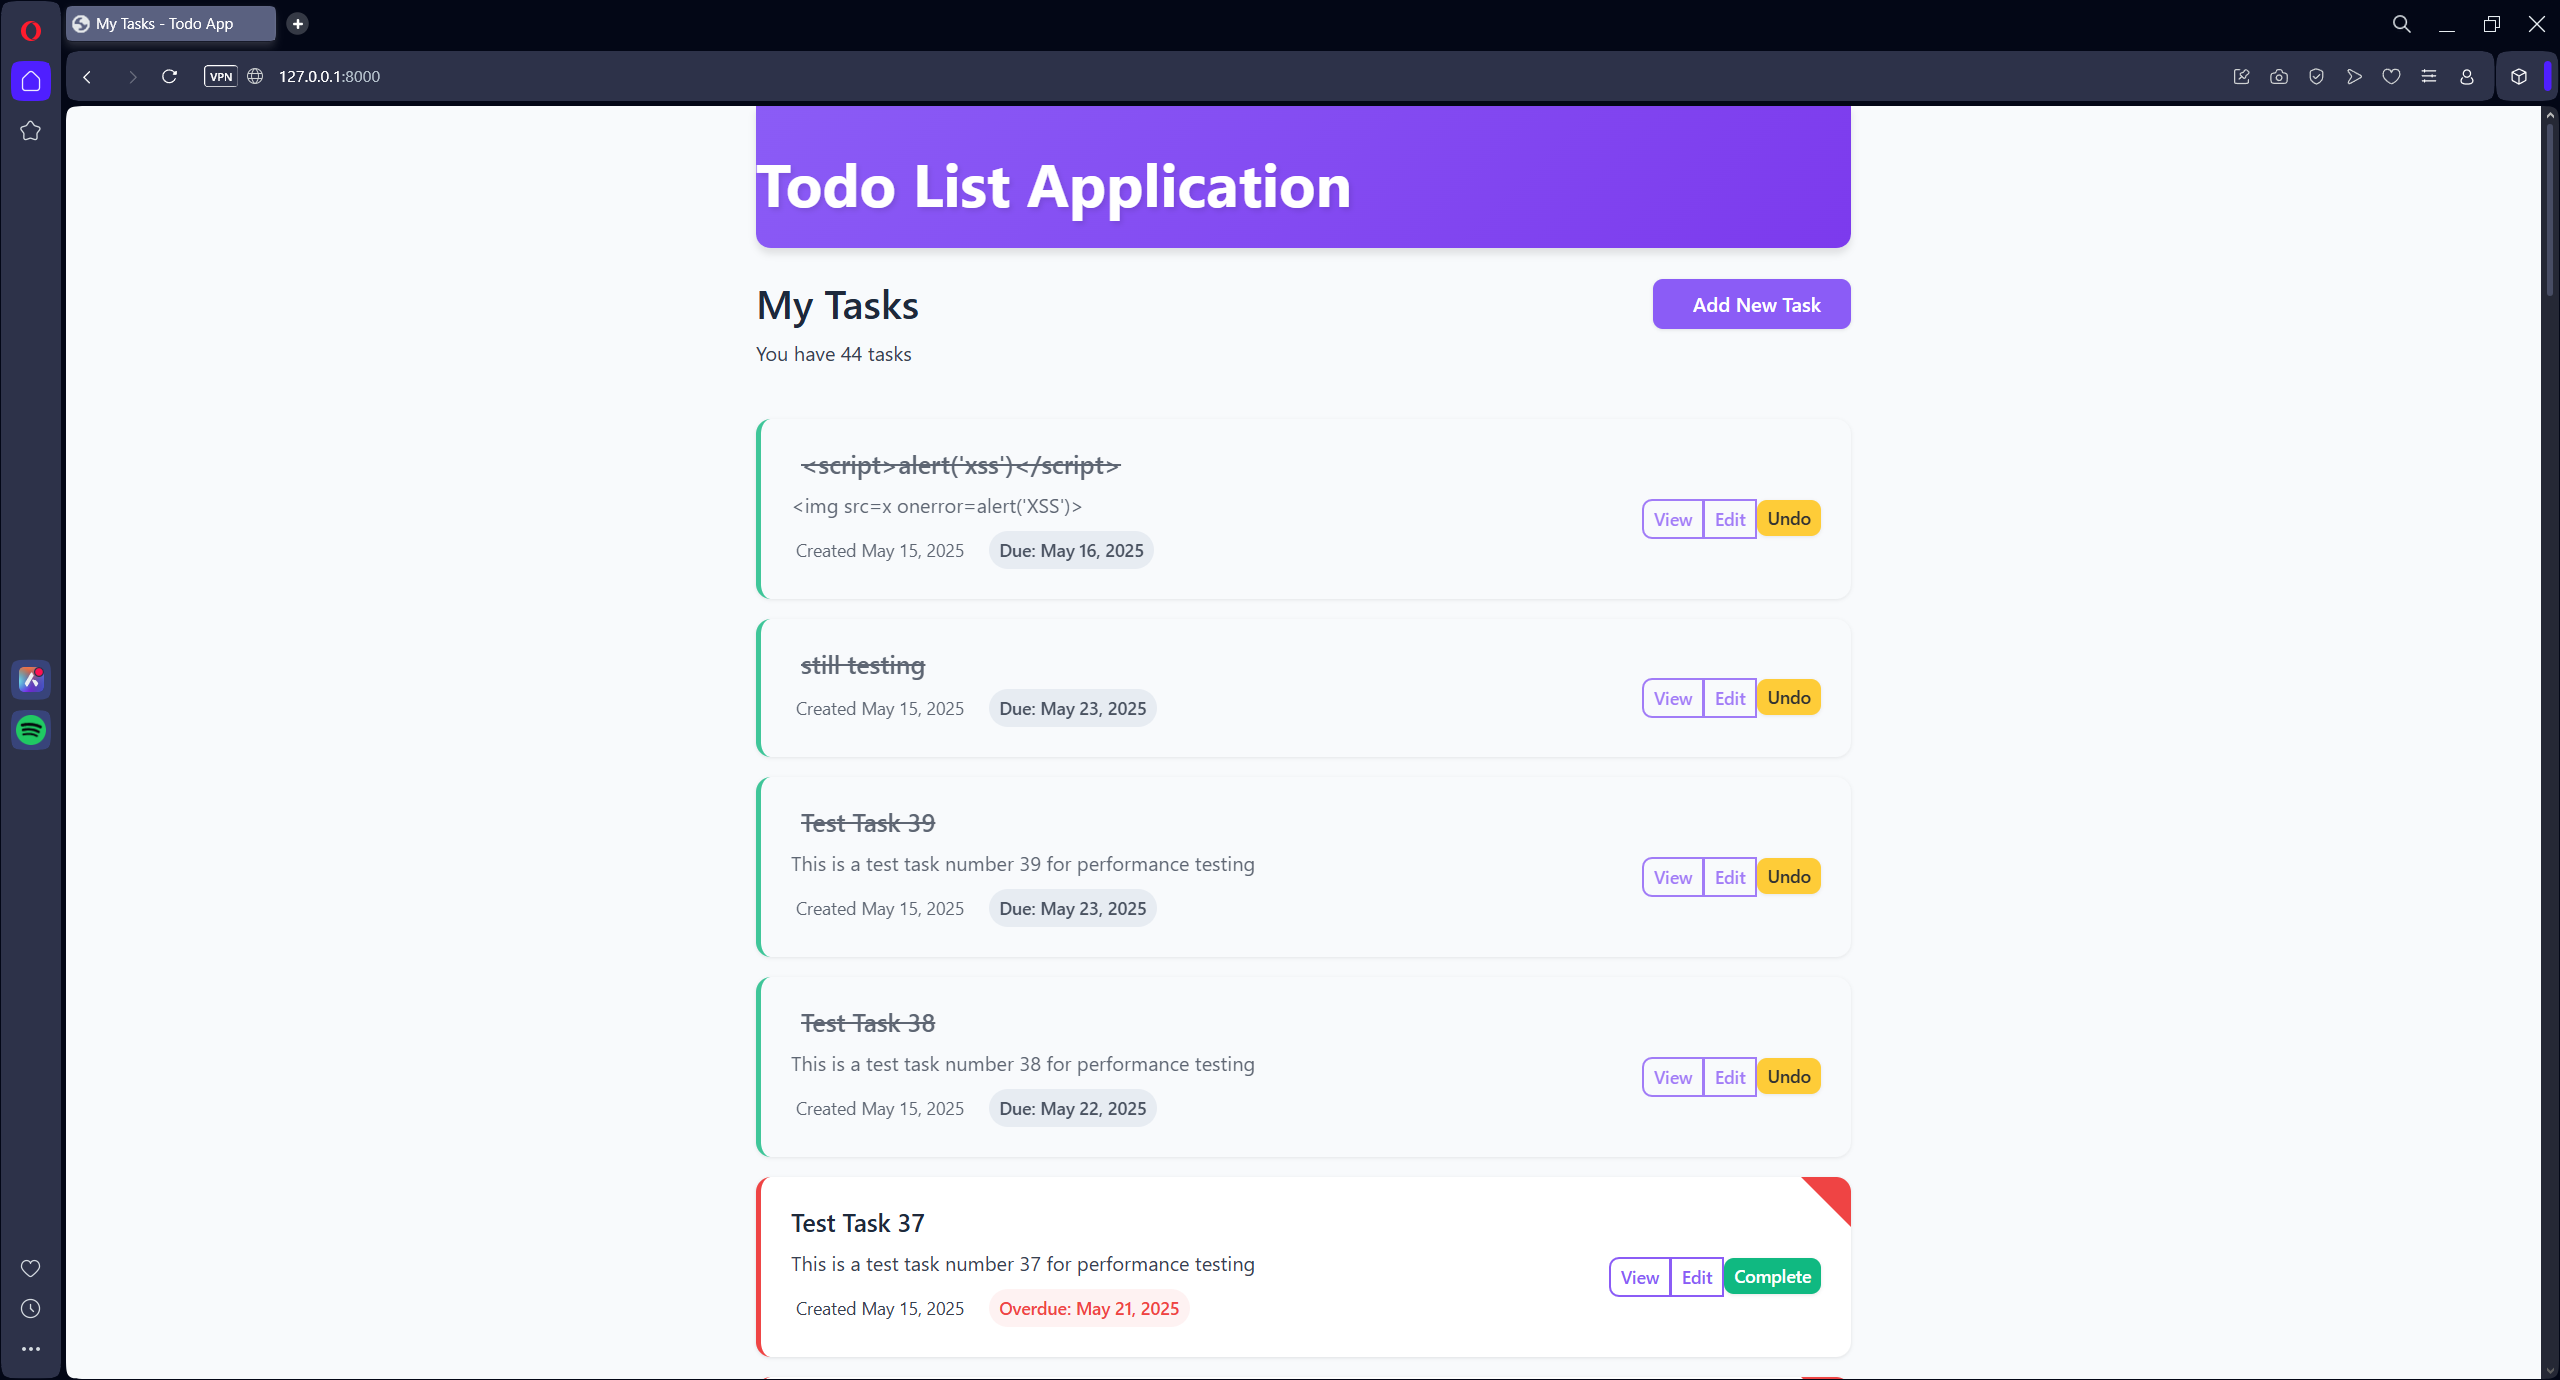 My Tasks - Todo App
VPN 127.0.0.1:8000
Todo List Application
My Tasks
Add New Task
You have 44 tasks
<script>alert('xss')</script>
<img src=x onerror=alert('XSS')>
View Edit Undo
Created May 15, 2025 Due: May 16, 2025
still testing
View Edit Undo
Created May 15, 2025 Due: May 23, 2025
Test Task 39
This is a test task number 39 for performance testing
View Edit Undo
Created May 15, 2025 Due: May 23, 2025
Test Task 38
This is a test task number 38 for performance testing
View Edit Undo
Created May 15, 2025 Due: May 22, 2025
Test Task 37
This is a test task number 37 for performance testing
View Edit Complete
Created May 15, 2025 Overdue: May 21, 2025